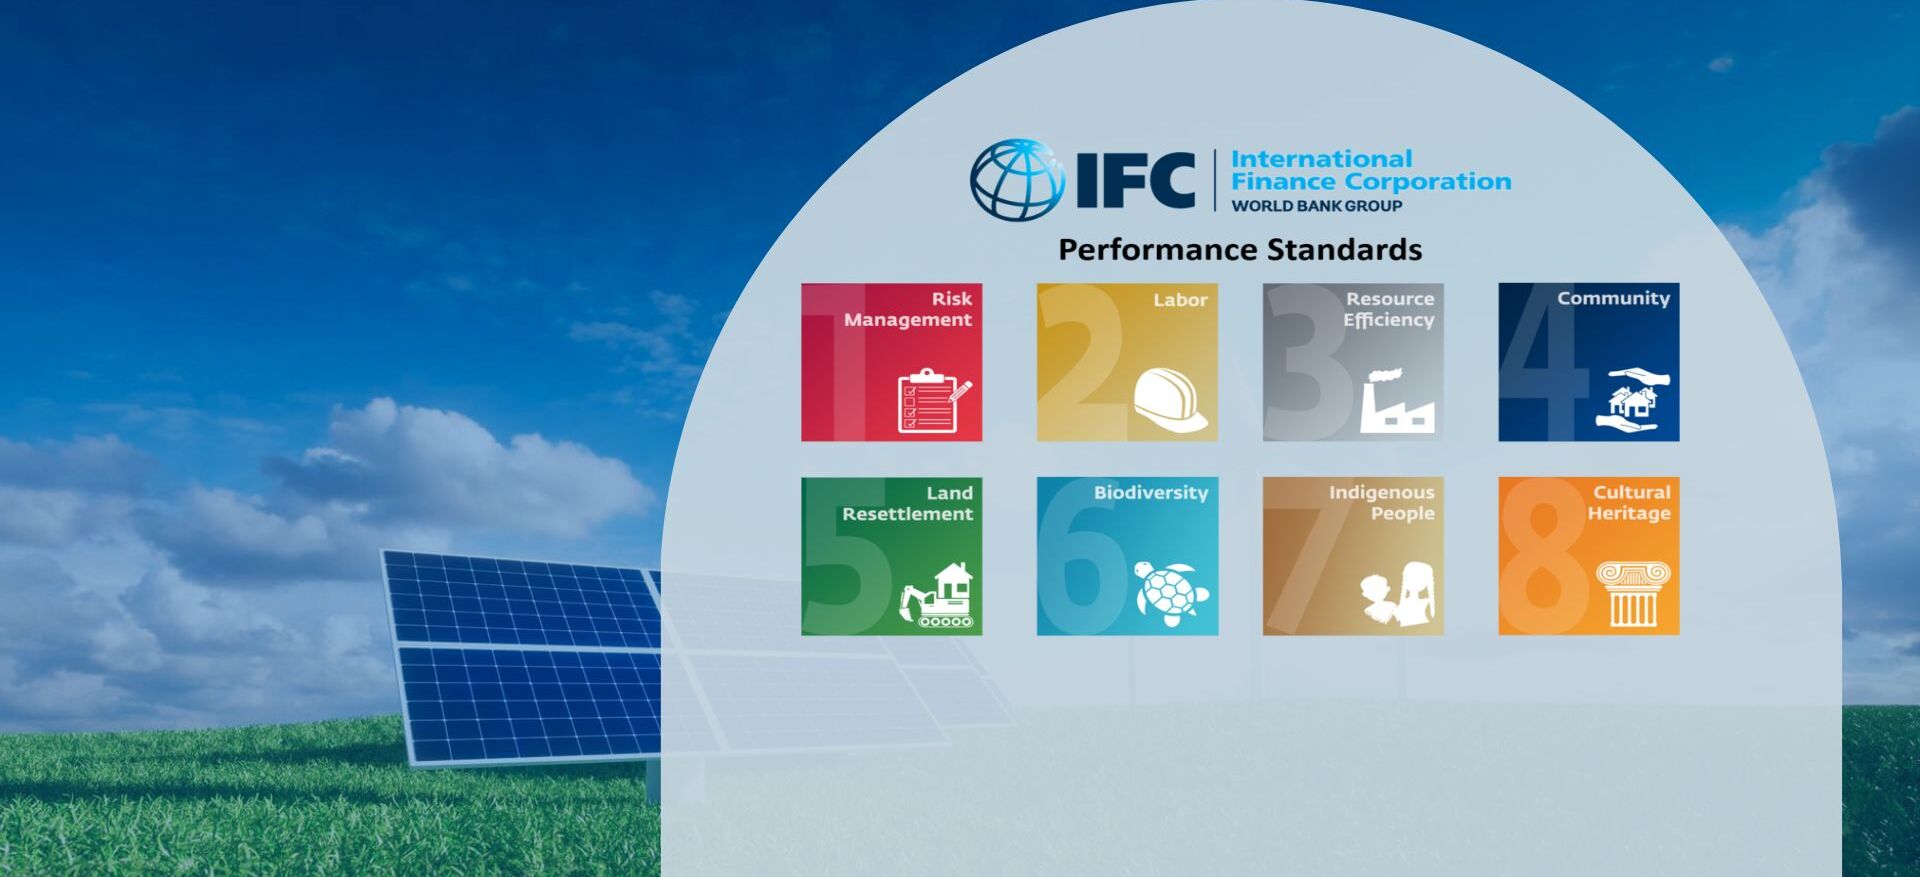 IFC
International
Finance Corporation
WORLD BANK GROUP
Performance Standards
1
Risk
Management
2
Labor
3
Resource
Efficiency
4
Community
5
Land
Resettlement
6
Biodiversity
7
Indigenous
People
8
Cultural
Heritage